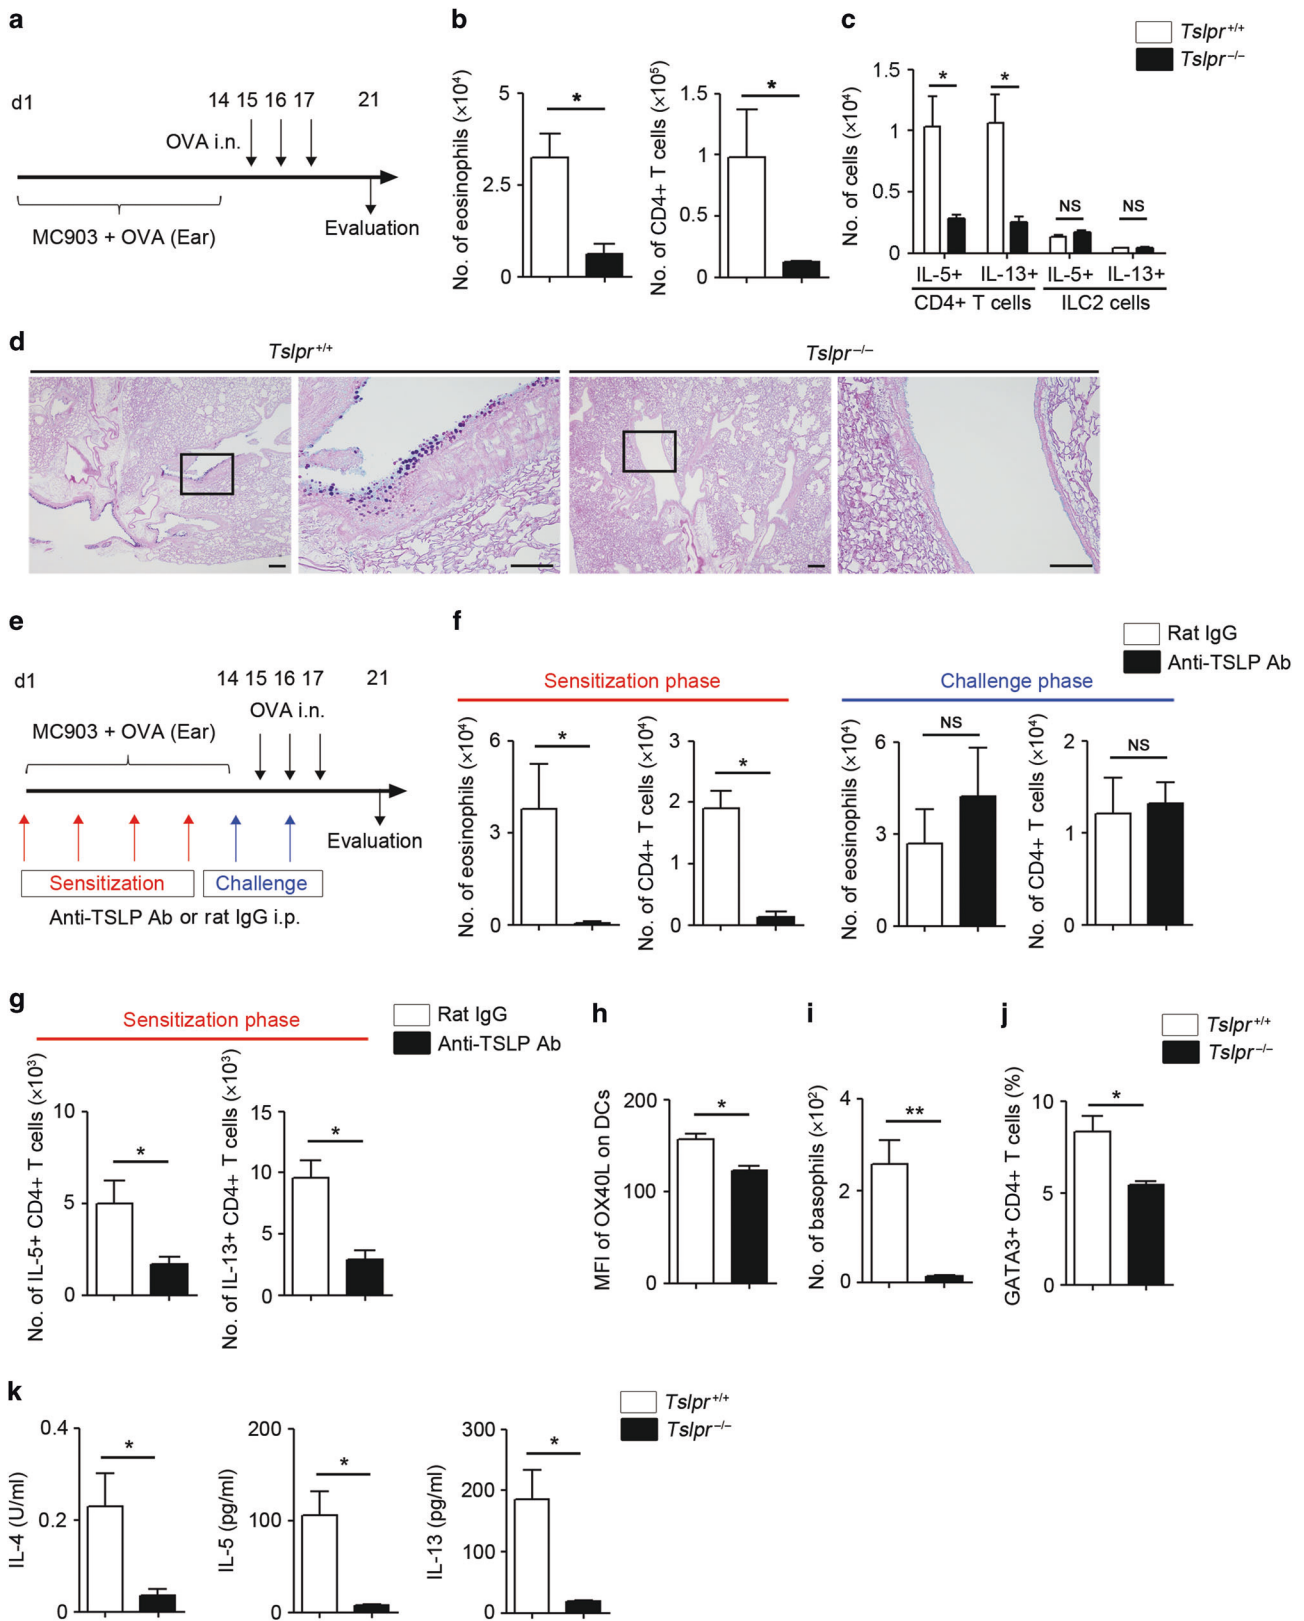 a
d1
14 15 16 17 21
OVA i.n.
MC903 + OVA (Ear)
Evaluation
b
No. of eosinophils (×10⁴)
5
2.5
0
*
No. of CD4+ T cells (×10⁵)
1.5
1
0.5
0
*
c
Tslpr+/+
Tslpr−/−
No. of cells (×10⁴)
1.5
1
0.5
0
* * NS NS
IL-5+ IL-13+ IL-5+ IL-13+
CD4+ T cells ILC2 cells
d
Tslpr+/+ Tslpr−/−
e
d1
14 15 16 17 21
OVA i.n.
MC903 + OVA (Ear)
Evaluation
Sensitization Challenge
Anti-TSLP Ab or rat IgG i.p.
f
Rat IgG
Anti-TSLP Ab
Sensitization phase
No. of eosinophils (×10⁴)
6
3
0
*
No. of CD4+ T cells (×10⁴)
3
2
1
0
*
Challenge phase
No. of eosinophils (×10⁴)
6
3
0
NS
No. of CD4+ T cells (×10⁴)
2
1
0
NS
g
Sensitization phase
Rat IgG
Anti-TSLP Ab
No. of IL-5+ CD4+ T cells (×10³)
10
5
0
*
No. of IL-13+ CD4+ T cells (×10³)
15
10
5
0
*
h
MFI of OX40L on DCs
200
100
0
*
i
No. of basophils (×10²)
4
2
0
**
j
Tslpr+/+
Tslpr−/−
GATA3+ CD4+ T cells (%)
10
5
0
*
k
Tslpr+/+
Tslpr−/−
IL-4 (U/ml)
0.4
0.2
0
*
IL-5 (pg/ml)
200
100
0
*
IL-13 (pg/ml)
300
200
100
0
*